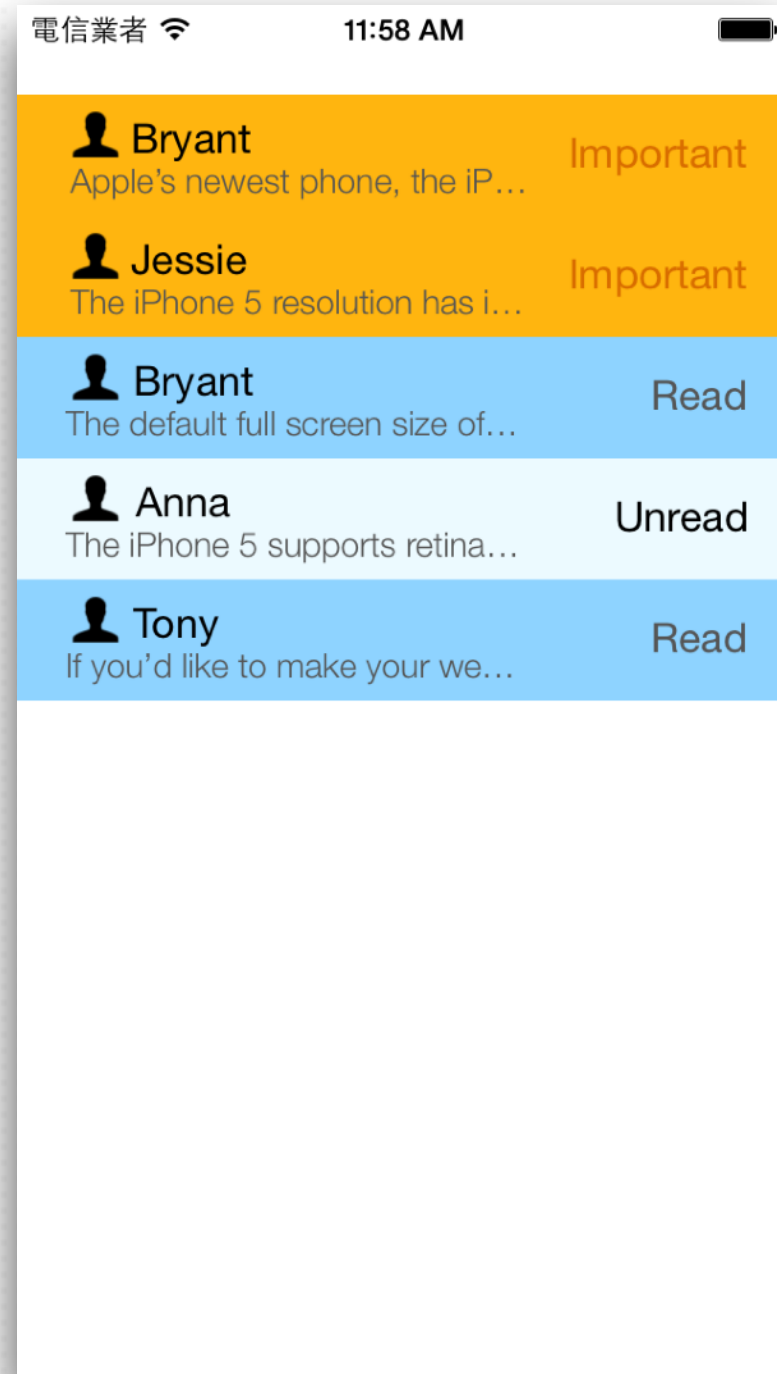 電信業者 11:58 AM
Bryant Important
Apple’s newest phone, the iP…
Jessie Important
The iPhone 5 resolution has i…
Bryant Read
The default full screen size of…
Anna Unread
The iPhone 5 supports retina…
Tony Read
If you’d like to make your we…